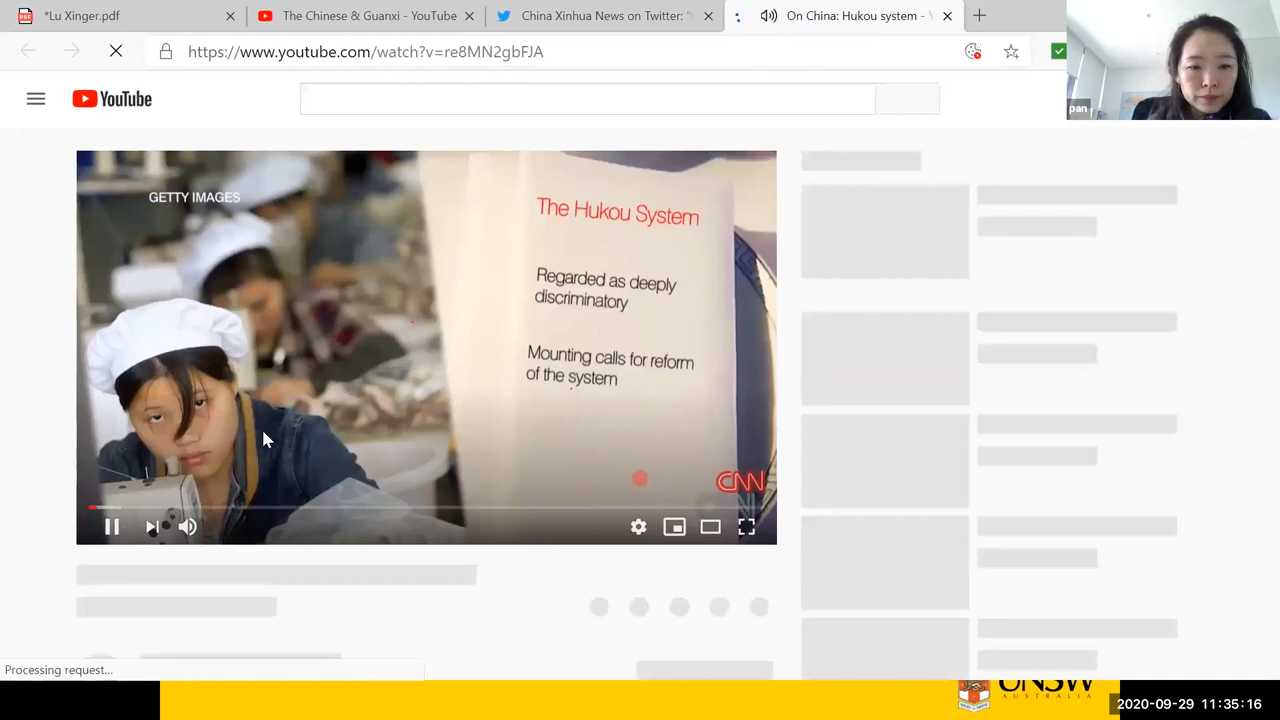 *Lu Xinger.pdf
The Chinese & Guanxi - YouTube
China Xinhua News on Twitter: "
On China: Hukou system - Y
https://www.youtube.com/watch?v=re8MN2gbFJA
YouTube
pan
GETTY IMAGES
The Hukou System
Regarded as deeply
discriminatory
Mounting calls for reform
of the system
CNN
Processing request...
UNSW
AUSTRALIA
2020-09-29 11:35:16